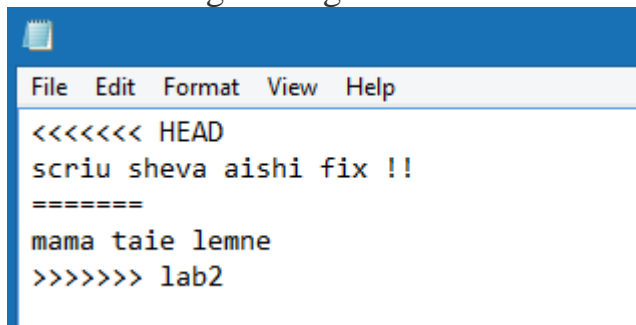 File Edit Format View Help
<<<<<<< HEAD
scriu sheva aishi fix !!
=======
mama taie lemne
>>>>>>> lab2